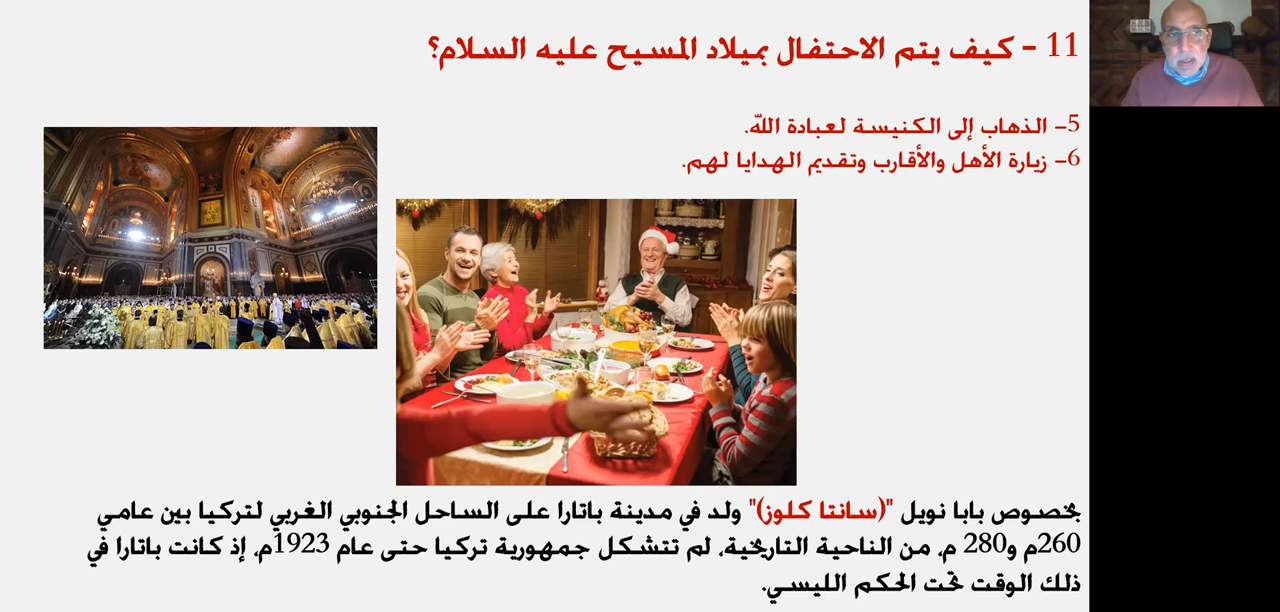 11 - كيف يتم الاحتفال بميلاد المسيح عليه السلام؟
5- الذهاب إلى الكنيسة لعبادة الله.
6- زيارة الأهل والأقارب وتقديم الهدايا لهم.
بخصوص بابا نويل "(سانتا كلوز)" ولد في مدينة باتارا على الساحل الجنوبي الغربي لتركيا بين عامي
260م و280 م، من الناحية التاريخية، لم تتشكل جمهورية تركيا حتى عام 1923م، إذ كانت باتارا في
ذلك الوقت تحت الحكم الليسي.